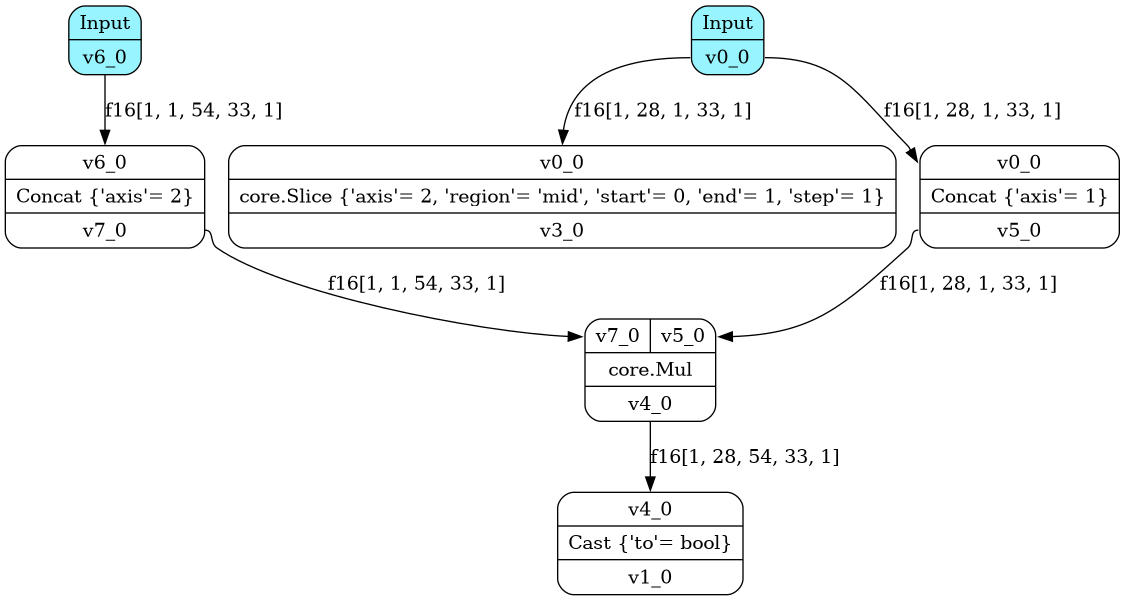 Input
v6_0
Input
v0_0
f16[1, 1, 54, 33, 1]
f16[1, 28, 1, 33, 1]
f16[1, 28, 1, 33, 1]
v6_0
Concat {'axis'= 2}
v7_0
v0_0
core.Slice {'axis'= 2, 'region'= 'mid', 'start'= 0, 'end'= 1, 'step'= 1}
v3_0
v0_0
Concat {'axis'= 1}
v5_0
f16[1, 1, 54, 33, 1]
f16[1, 28, 1, 33, 1]
v7_0 v5_0
core.Mul
v4_0
f16[1, 28, 54, 33, 1]
v4_0
Cast {'to'= bool}
v1_0